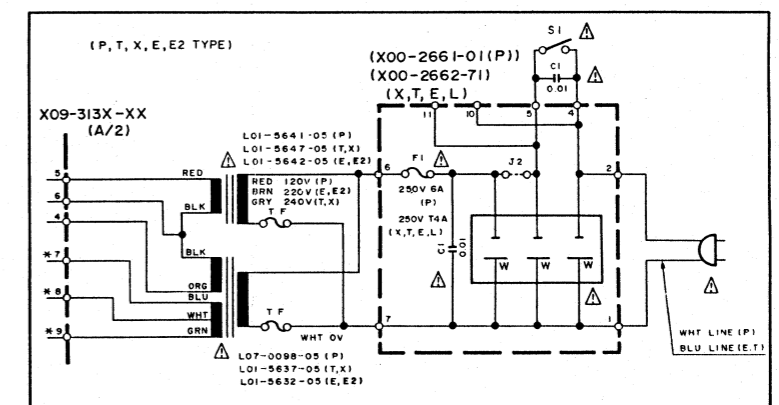 (P, T, X, E, E2 TYPE)
S1
C1
0.01
(X00-2661-01(P))
(X00-2662-71)
(X, T, E, L)
X09-313X-XX
(A/2)
11
10
5
4
L01-5641-05 (P)
L01-5647-05 (T,X)
L01-5642-05 (E,E2)
5
RED
6
BLK
4
RED 120V (P)
BRN 220V (E,E2)
GRY 240V (T,X)
T F
6
F1
250V 6A
(P)
250V T4A
(X,T,E,L)
J2
2
C1
0.01
W
W
W
BLK
*7
ORG
BLU
*8
WHT
*9
GRN
T F
WHT 0V
7
1
L07-0098-05 (P)
L01-5637-05 (T,X)
L01-5632-05 (E,E2)
WHT LINE (P)
BLU LINE (E.T)